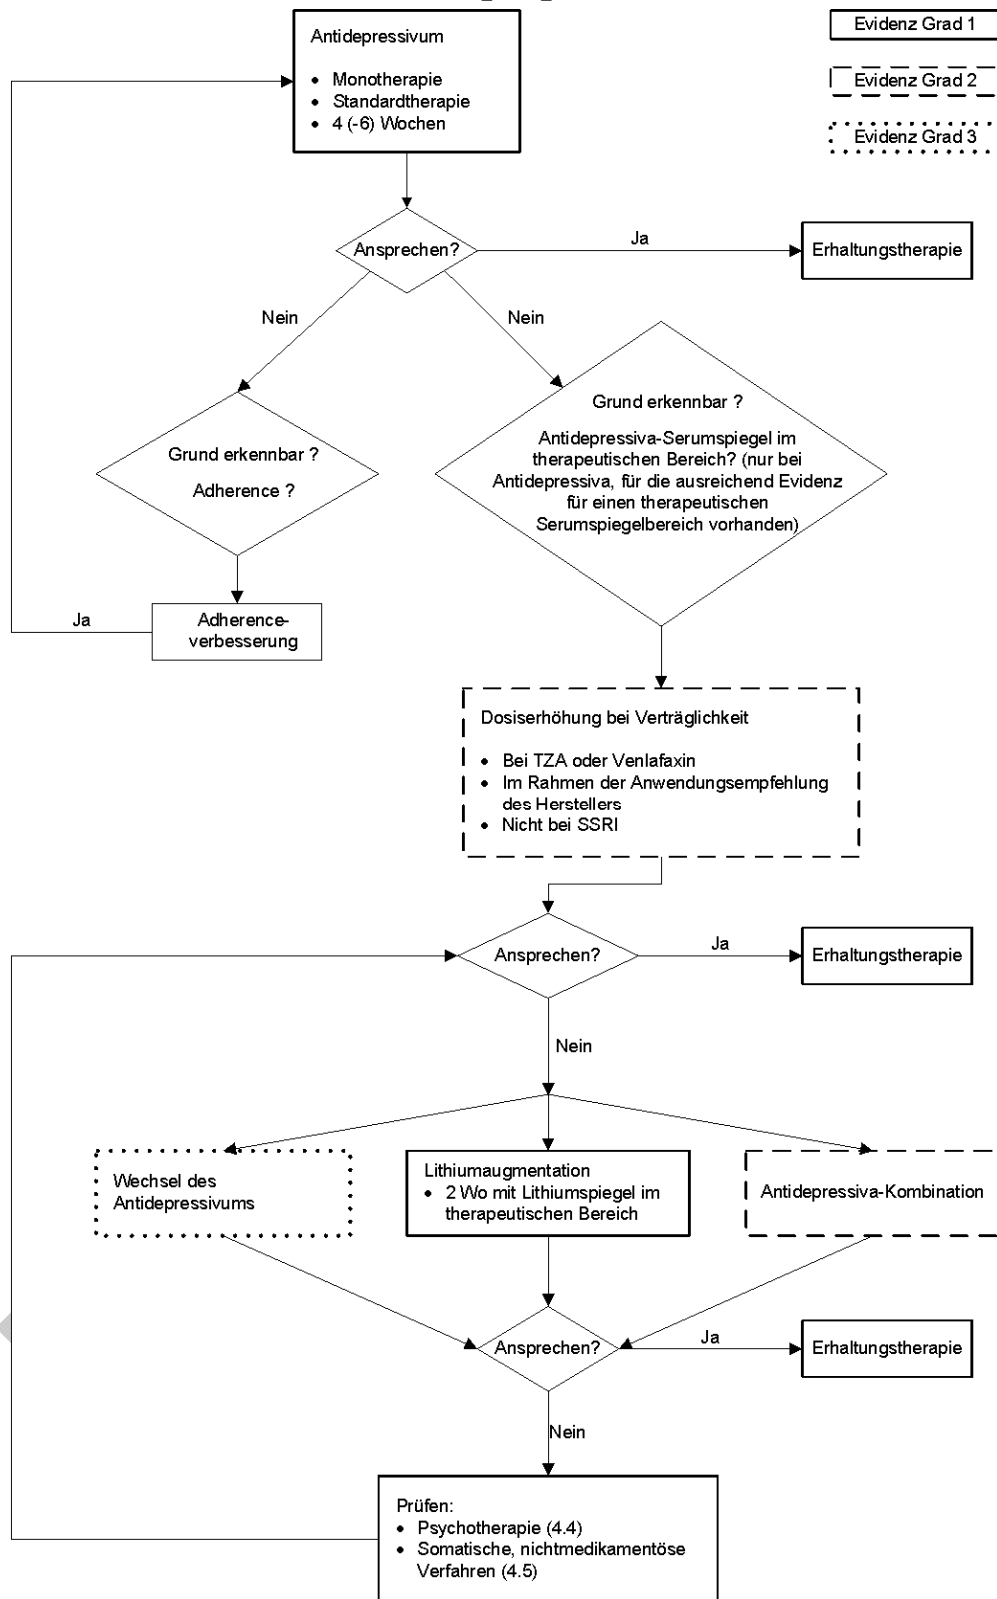 Antidepressivum
• Monotherapie
• Standardtherapie
• 4 (-6) Wochen
Evidenz Grad 1
Evidenz Grad 2
Evidenz Grad 3
Ansprechen?
Ja
Erhaltungstherapie
Nein
Nein
Grund erkennbar ?
Adherence ?
Grund erkennbar ?
Antidepressiva-Serumspiegel im
therapeutischen Bereich? (nur bei
Antidepressiva, für die ausreichend Evidenz
für einen therapeutischen
Serumspiegelbereich vorhanden)
Ja
Adherence-
verbesserung
Dosiserhöhung bei Verträglichkeit
• Bei TZA oder Venlafaxin
• Im Rahmen der Anwendungsempfehlung
des Herstellers
• Nicht bei SSRI
Ansprechen?
Ja
Erhaltungstherapie
Nein
Wechsel des
Antidepressivums
Lithiumaugmentation
• 2 Wo mit Lithiumspiegel im
therapeutischen Bereich
Antidepressiva-Kombination
Ansprechen?
Ja
Erhaltungstherapie
Nein
Prüfen:
• Psychotherapie (4.4)
• Somatische, nichtmedikamentöse
Verfahren (4.5)